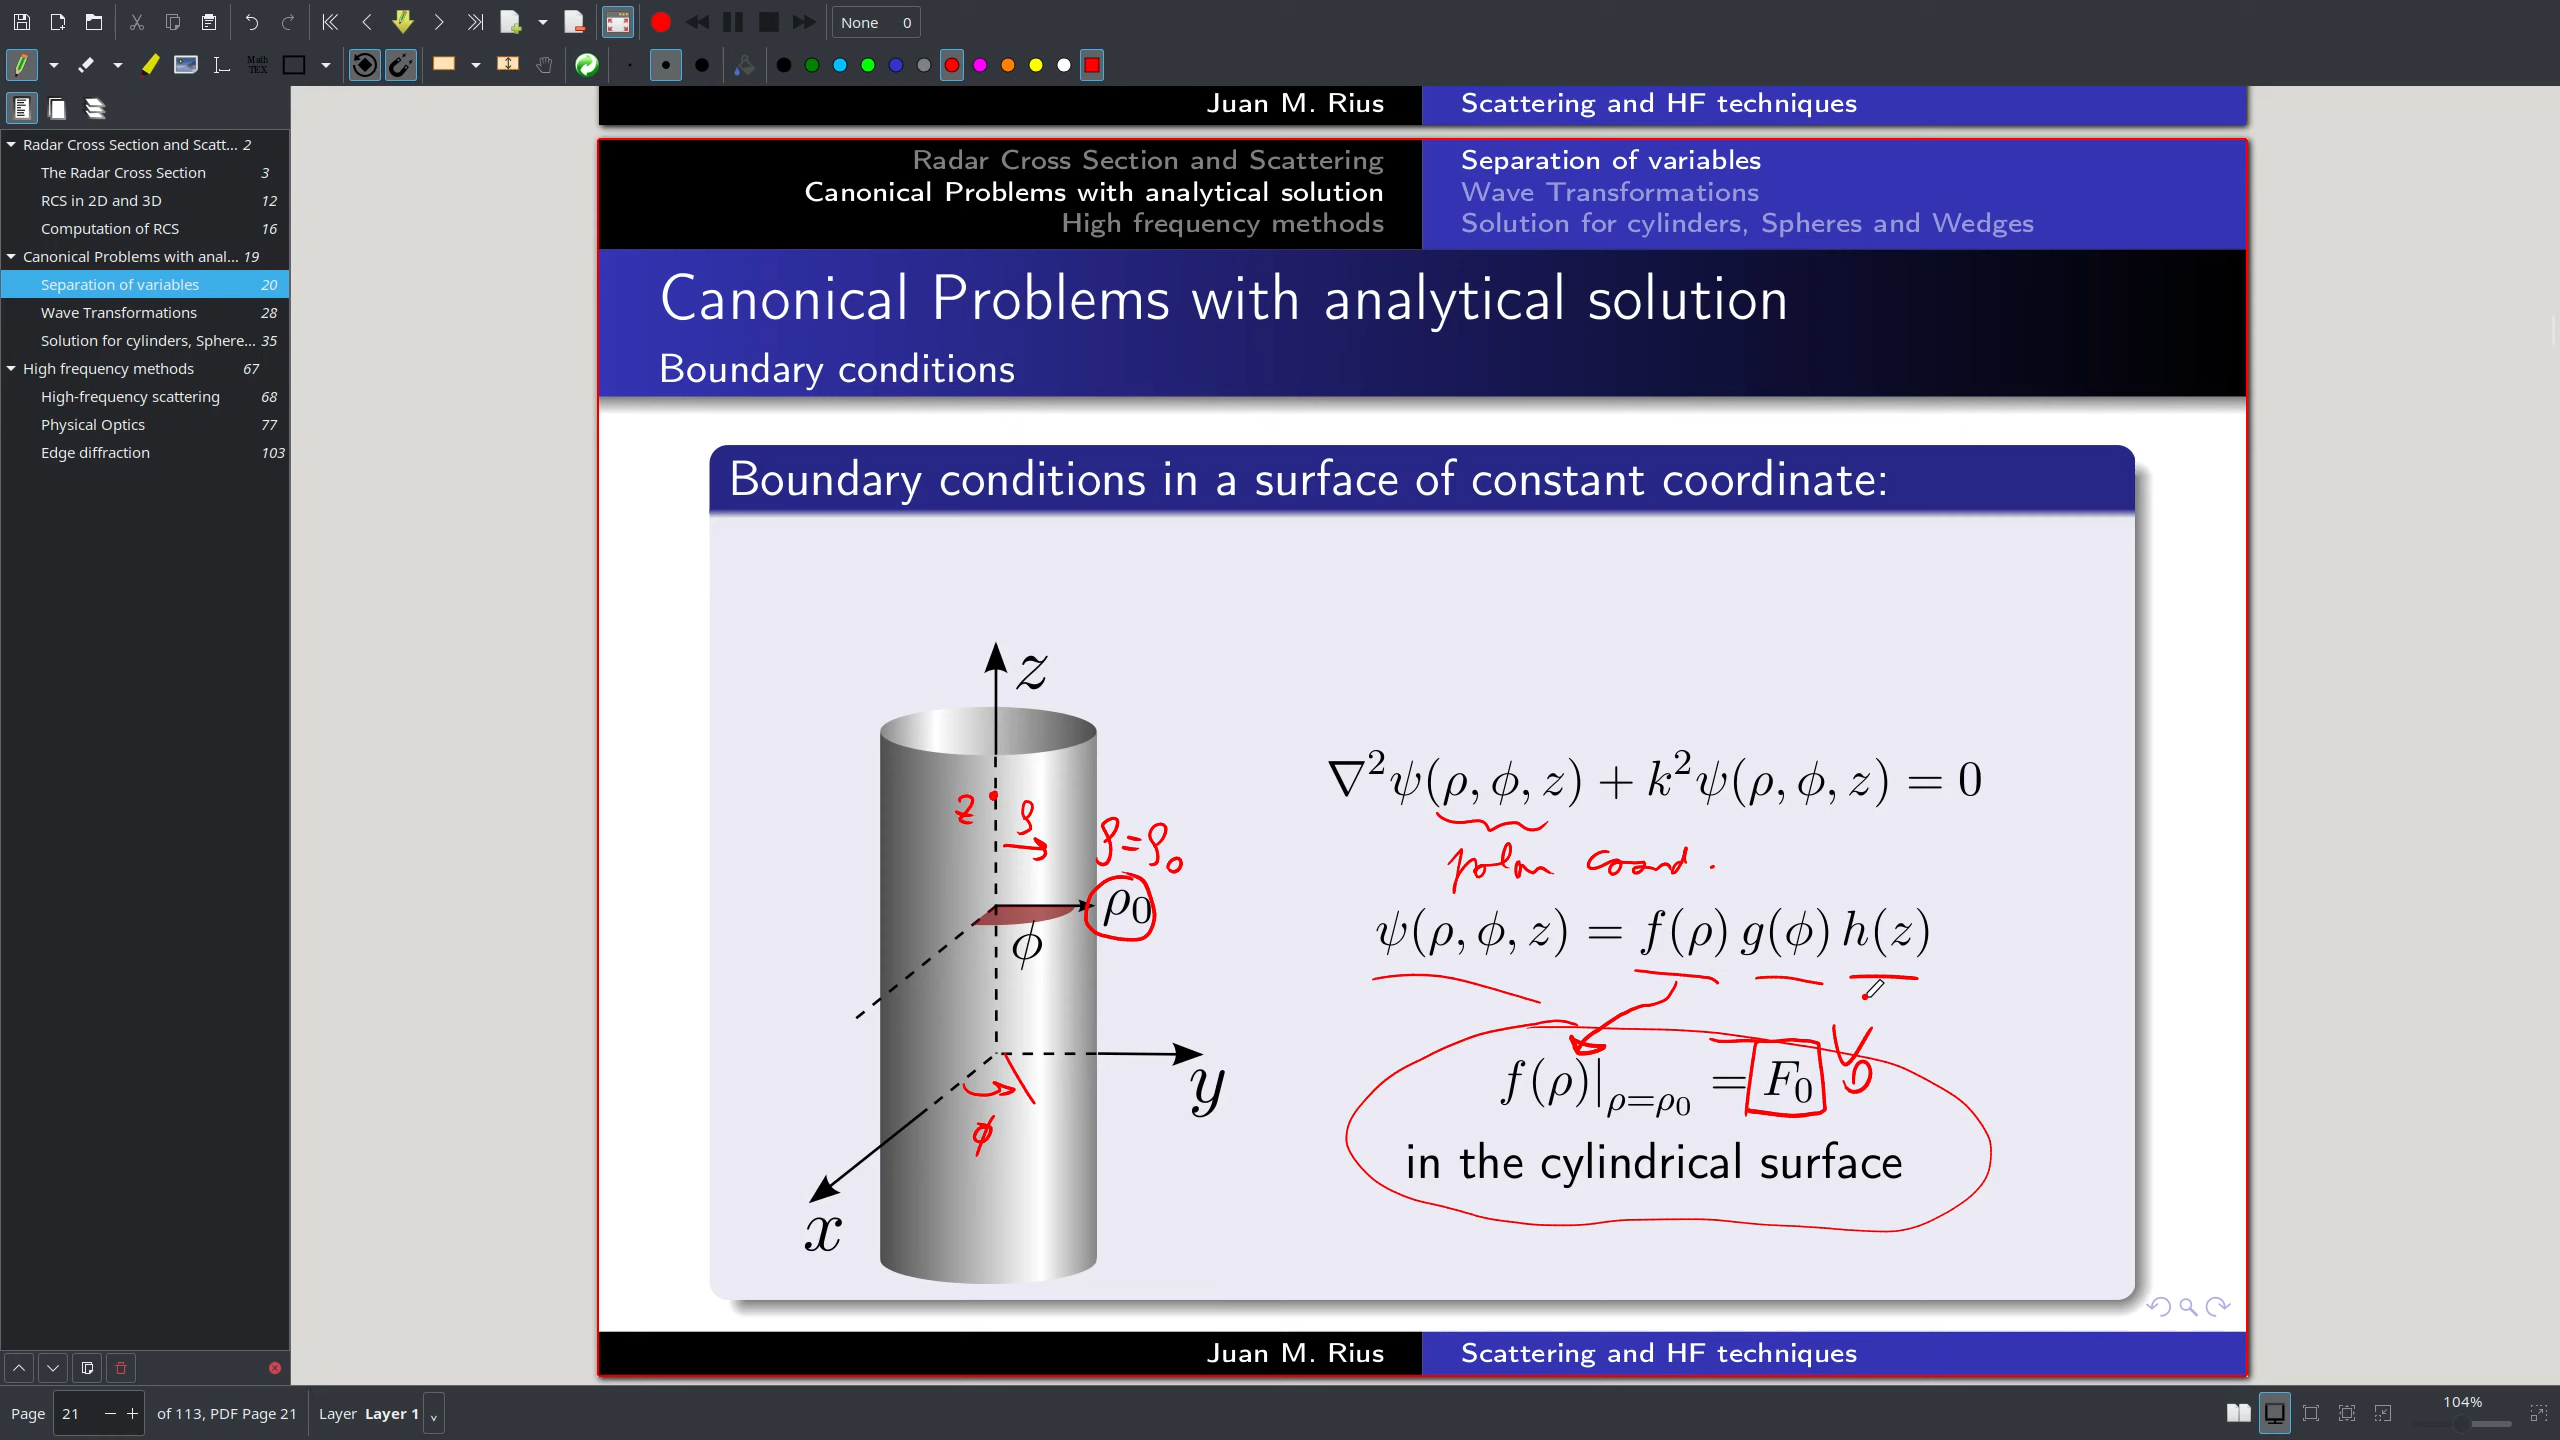 None 0
Math
TEX
Radar Cross Section and Scatt... 2
The Radar Cross Section 3
RCS in 2D and 3D 12
Computation of RCS 16
Canonical Problems with anal... 19
Separation of variables 20
Wave Transformations 28
Solution for cylinders, Sphere... 35
High frequency methods 67
High-frequency scattering 68
Physical Optics 77
Edge diffraction 103
Juan M. Rius Scattering and HF techniques
Radar Cross Section and Scattering
Canonical Problems with analytical solution
High frequency methods
Separation of variables
Wave Transformations
Solution for cylinders, Spheres and Wedges
Canonical Problems with analytical solution
Boundary conditions
Boundary conditions in a surface of constant coordinate:
z
z
ρ
ρ=ρ₀
ρ₀
ϕ
y
ϕ
x
∇²ψ(ρ, ϕ, z) + k²ψ(ρ, ϕ, z) = 0
polar coord.
ψ(ρ, ϕ, z) = f(ρ) g(ϕ) h(z)
f(ρ)|ρ=ρ₀ = F₀
in the cylindrical surface
Juan M. Rius Scattering and HF techniques
Page 21 − + of 113, PDF Page 21 Layer Layer 1
104%